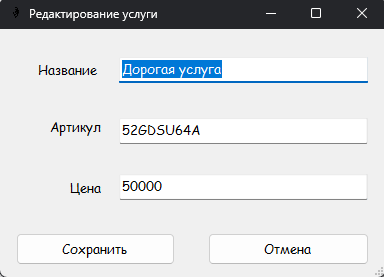 Редактирование услуги
Название Дорогая услуга
Артикул 52GDSU64A
Цена 50000
Сохранить Отмена